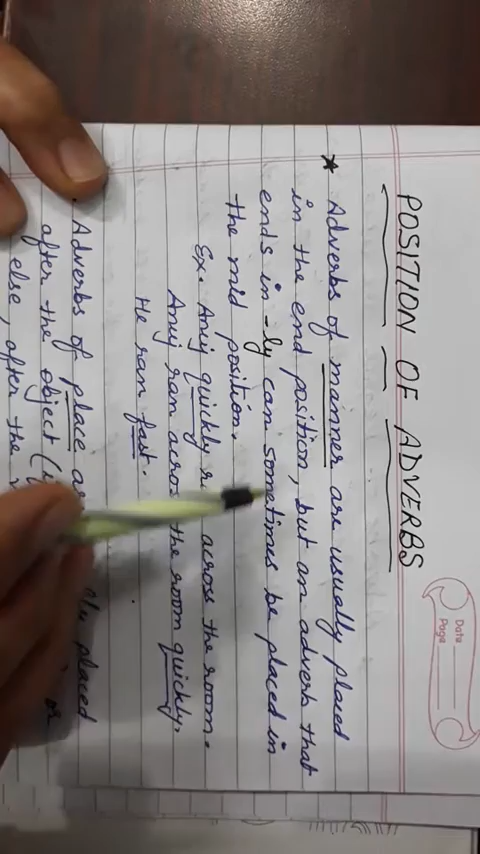 POSITION OF ADVERBS
Date
Page
* Adverbs of manner are usually placed
in the end position, but an adverb that
ends in -ly can sometimes be placed in
the mid position.
Ex. Anuj quickly across the room.
Anuj ran across the room quickly.
He ran fast.
Adverbs of place placed
after the object or
else, after the